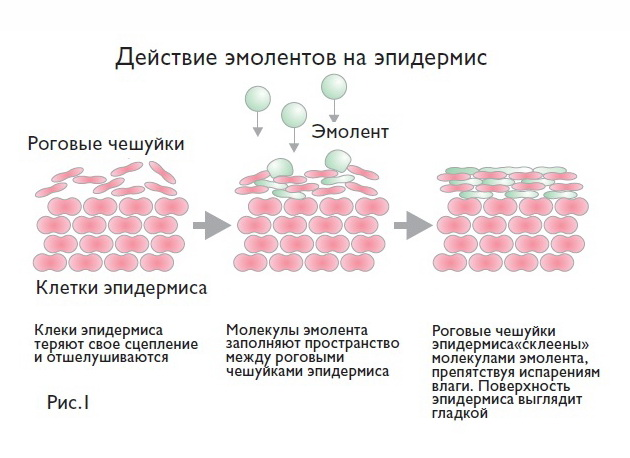 Действие эмолентов на эпидермис
Роговые чешуйки
Эмолент
Клетки эпидермиса
Клеки эпидермиса
теряют свое сцепление
и отшелушиваются
Молекулы эмолента
заполняют пространство
между роговыми
чешуйками эпидермиса
Роговые чешуйки
эпидермиса«склеены»
молекулами эмолента,
препятствуя испарениям
влаги. Поверхность
эпидермиса выглядит
гладкой
Рис.1